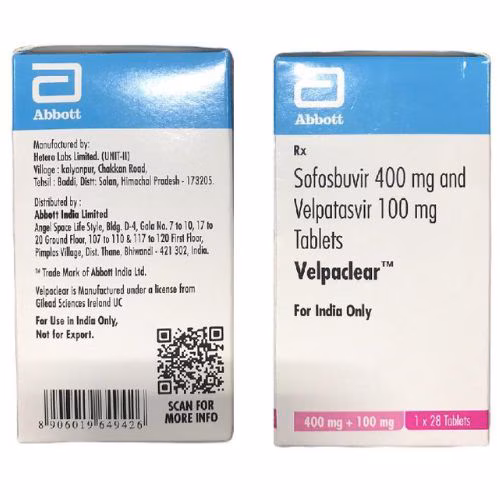 Abbott
Manufactured by:
Hetero Labs Limited. (UNIT-II)
Village : kalyanpur, Chakkan Road,
Tehsil : Baddi, Distt: Solan, Himachal Pradesh - 173205.
Distributed by :
Abbott India Limited
Angel Space Life Style, Bldg. D-4, Gala No. 7 to 10, 17 to
20 Ground Floor, 107 to 110 & 117 to 120 First Floor,
Pimplas Village, Dist. Thane, Bhiwandi - 421 302, India.
™ Trade Mark of Abbott India Ltd.
Velpaclear is Manufactured under a license from
Gilead Sciences Ireland UC
For Use in India Only,
Not for Export.
8 906019 649426
SCAN FOR
MORE INFO
Abbott
Rx
Sofosbuvir 400 mg and
Velpatasvir 100 mg
Tablets
Velpaclear™
For India Only
400 mg + 100 mg
1 x 28 Tablets